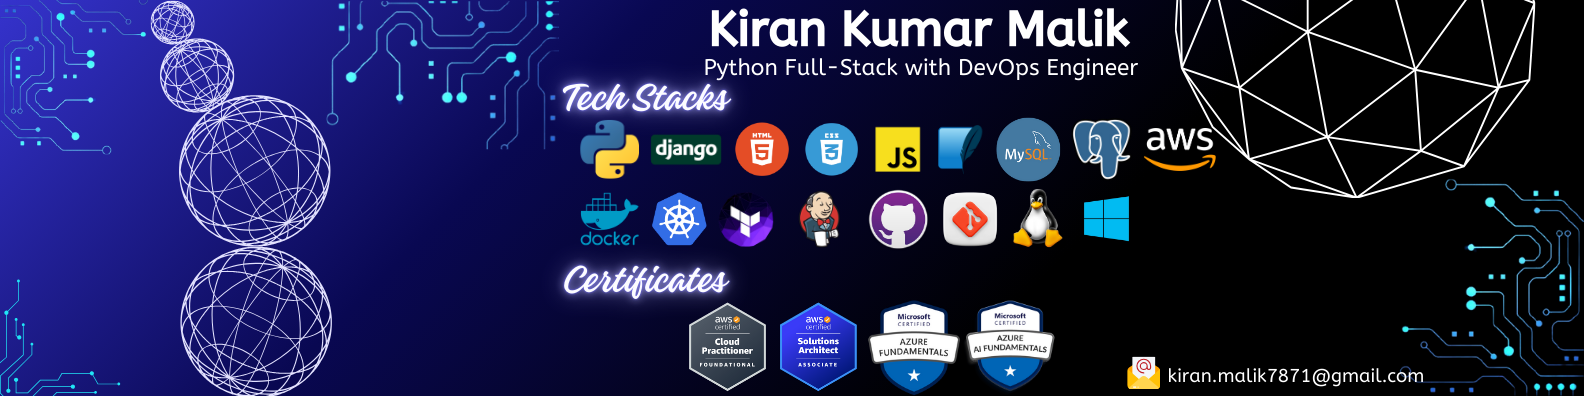 Kiran Kumar Malik
Python Full-Stack with DevOps Engineer
Tech Stacks
django
HTML
5
CSS
3
JS
MySQL
aws
docker
Certificates
aws certified
Cloud Practitioner
FOUNDATIONAL
aws certified
Solutions Architect
ASSOCIATE
Microsoft
CERTIFIED
AZURE
FUNDAMENTALS
Microsoft
CERTIFIED
AZURE
AI FUNDAMENTALS
@
kiran.malik7871@gmail.com